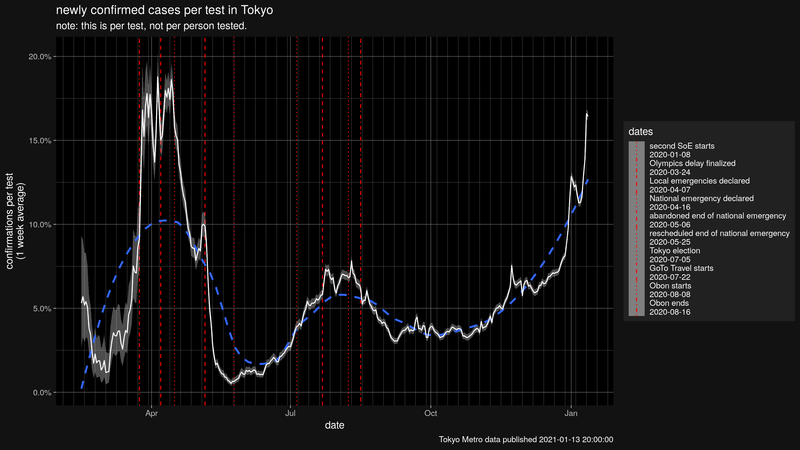 newly confirmed cases per test in Tokyo
note: this is per test, not per person tested.
20.0%
15.0%
10.0%
5.0%
0.0%
confirmations per test
(1 week average)
Apr
Jul
Oct
Jan
date
Tokyo Metro data published 2021-01-13 20:00:00
dates
second SoE starts
2020-01-08
Olympics delay finalized
2020-03-24
Local emergencies declared
2020-04-07
National emergency declared
2020-04-16
abandoned end of national emergency
2020-05-06
rescheduled end of national emergency
2020-05-25
Tokyo election
2020-07-05
GoTo Travel starts
2020-07-22
Obon starts
2020-08-08
Obon ends
2020-08-16